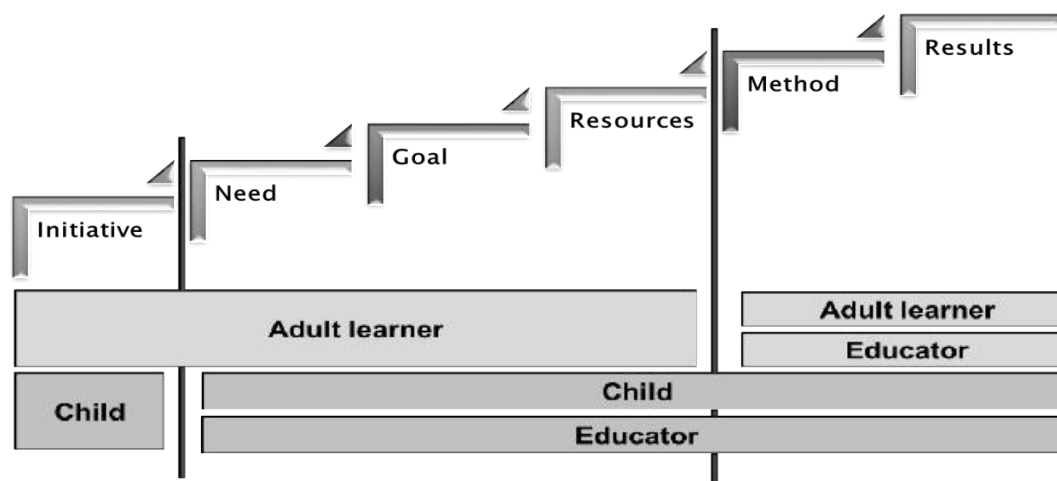 Results
Method
Resources
Goal
Need
Initiative
Adult learner
Adult learner
Educator
Child
Child
Educator